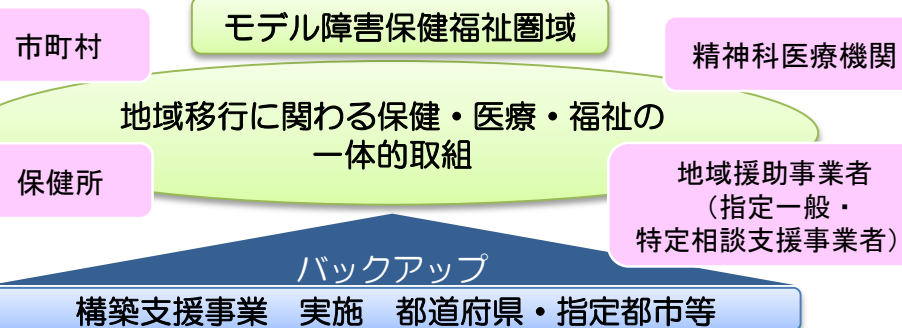 モデル障害保健福祉圏域
市町村
精神科医療機関
地域移行に関わる保健・医療・福祉の
一体的取組
保健所
地域援助事業者
（指定一般・
特定相談支援事業者）
バックアップ
構築支援事業　実施　都道府県・指定都市等